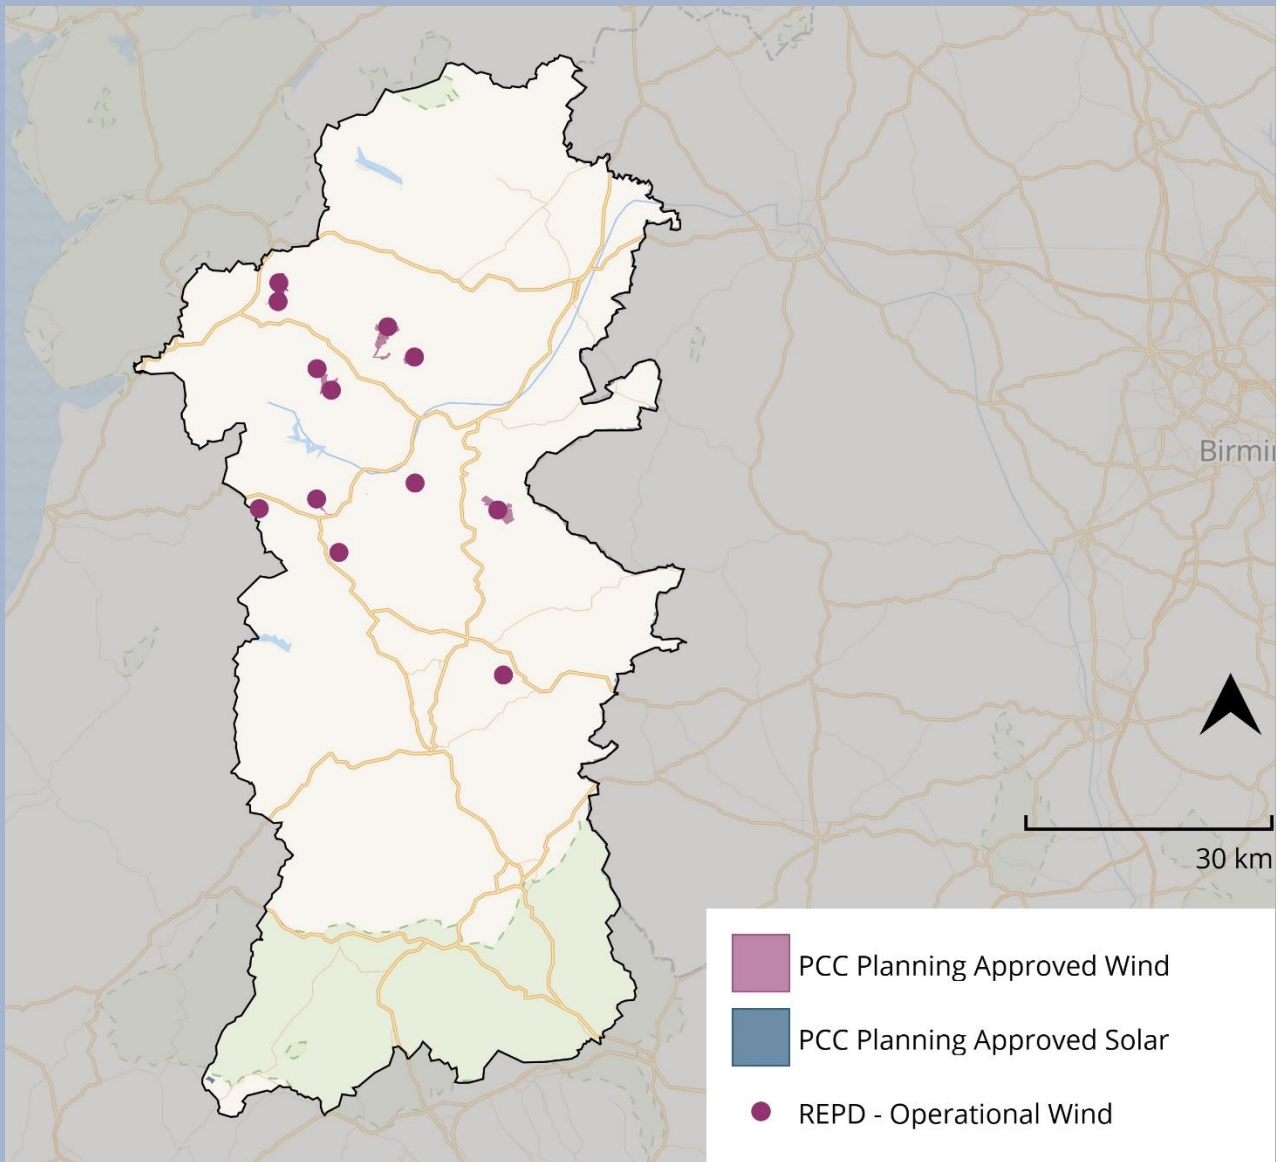 Birmi
30 km
PCC Planning Approved Wind
PCC Planning Approved Solar
REPD - Operational Wind